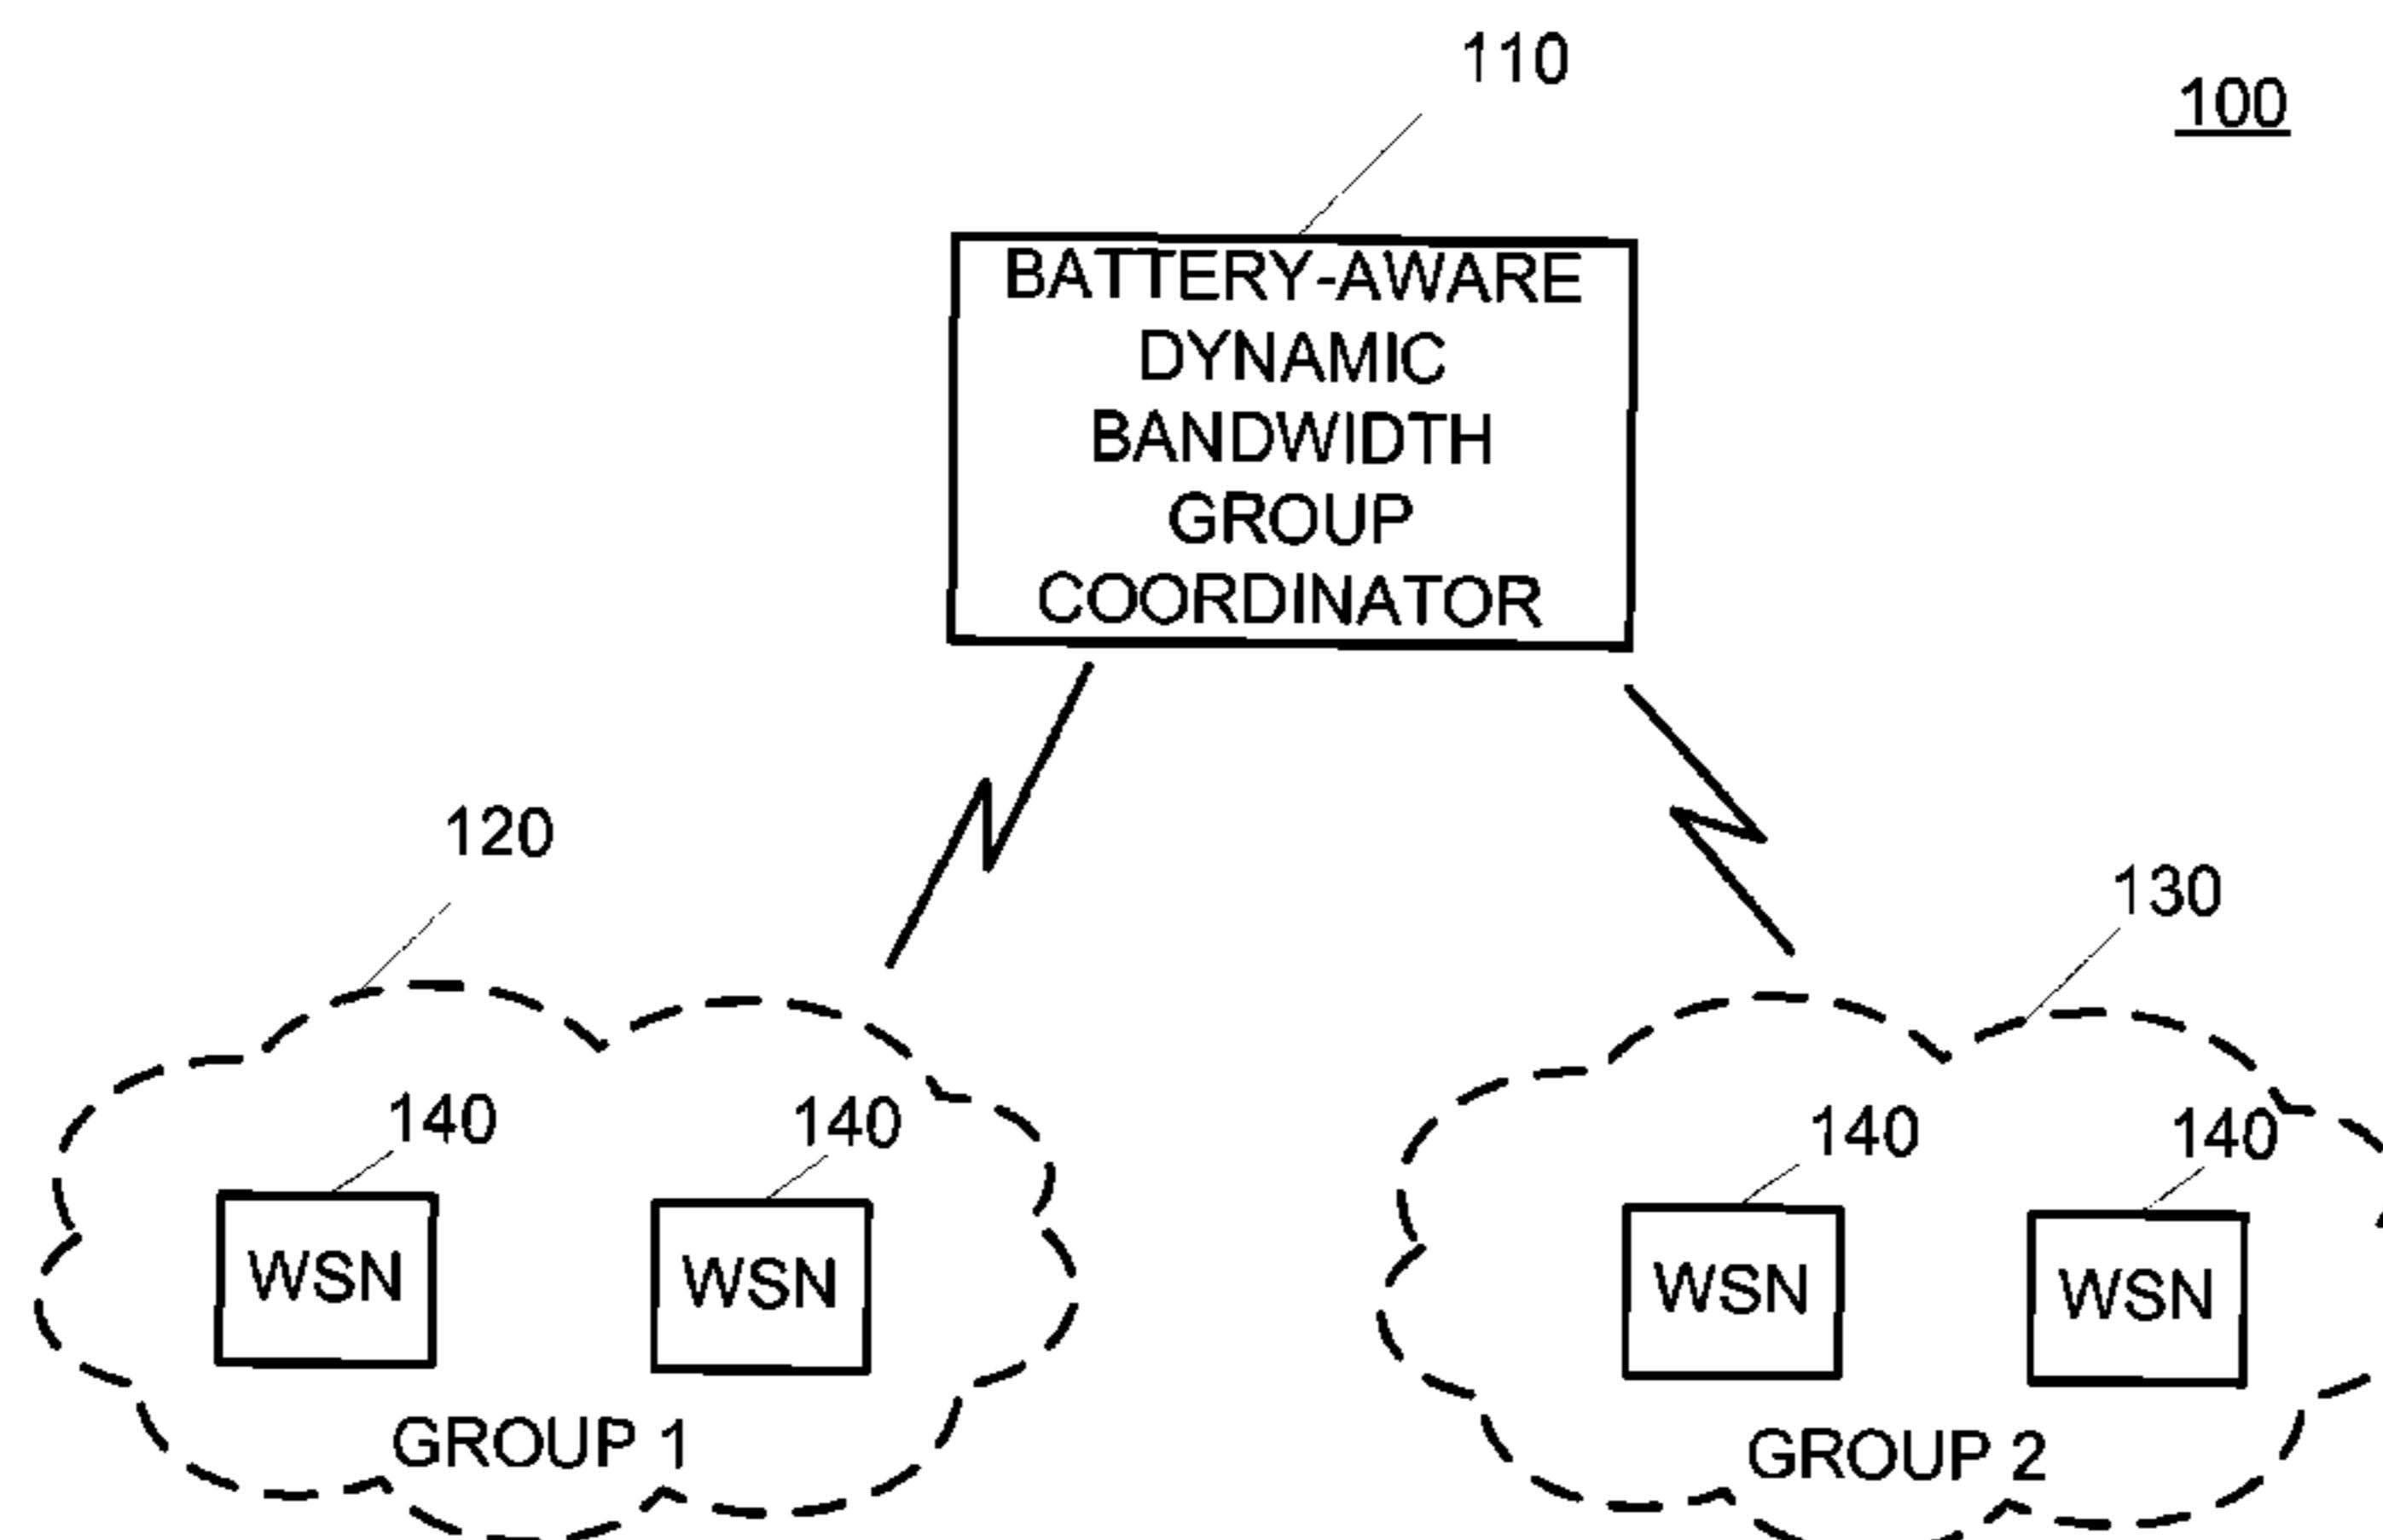 110
100
BATTERY-AWARE
DYNAMIC
BANDWIDTH
GROUP
COORDINATOR
120
130
140
140
140
140
WSN
WSN
WSN
WSN
GROUP 1
GROUP 2